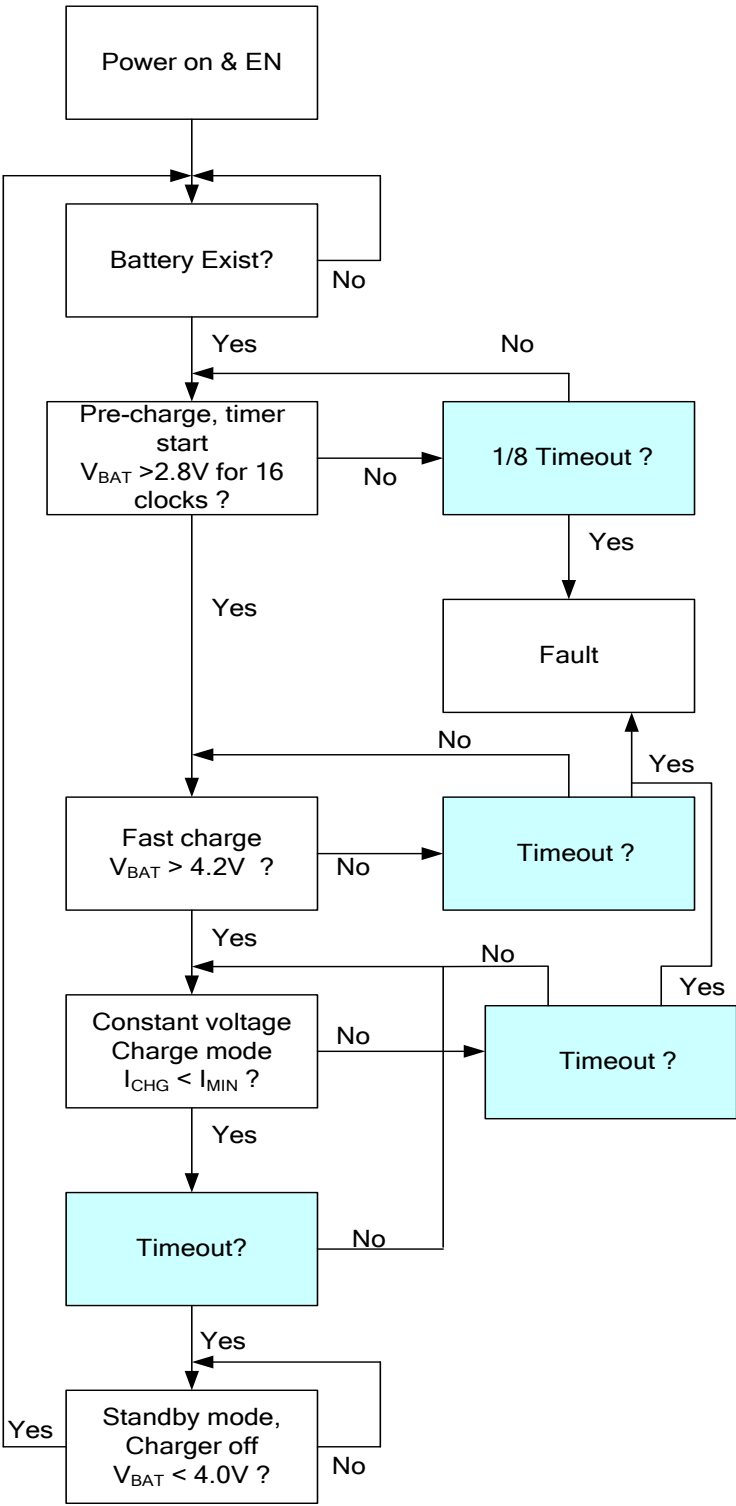 Power on & EN
Battery Exist?
No
Yes
No
Pre-charge, timer
start
VBAT >2.8V for 16
clocks ?
No
1/8 Timeout ?
Yes
Yes
Fault
No
Yes
Fast charge
VBAT > 4.2V ?
No
Timeout ?
Yes
No
Yes
Constant voltage
Charge mode
ICHG < IMIN ?
No
Timeout ?
Yes
Timeout?
No
Yes
Standby mode,
Charger off
VBAT < 4.0V ?
Yes
No